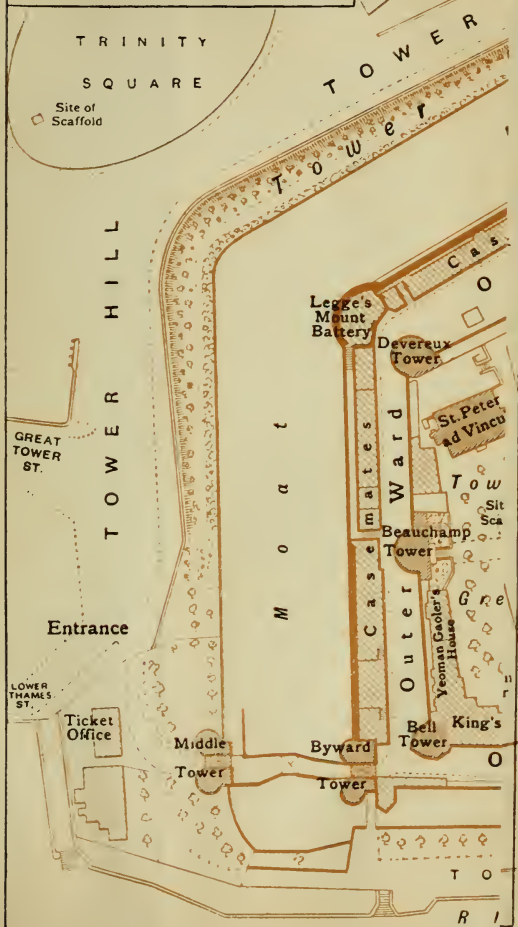 TRINITY
SQUARE
Site of
Scaffold
TOWER
Tower
TOWER HILL
Cas
O
Legge's
Mount
Battery
Devereux
Tower
St. Peter
ad Vincu
GREAT
TOWER
ST.
Moat
Casemates
Outer Ward
Tow
Sit
Sca
Beauchamp
Tower
Gre
Yeoman Gaoler's
House
Entrance
LOWER
THAMES
ST.
Ticket
Office
Middle
Tower
Byward
Tower
Bell
Tower
King's
O
TO
RI